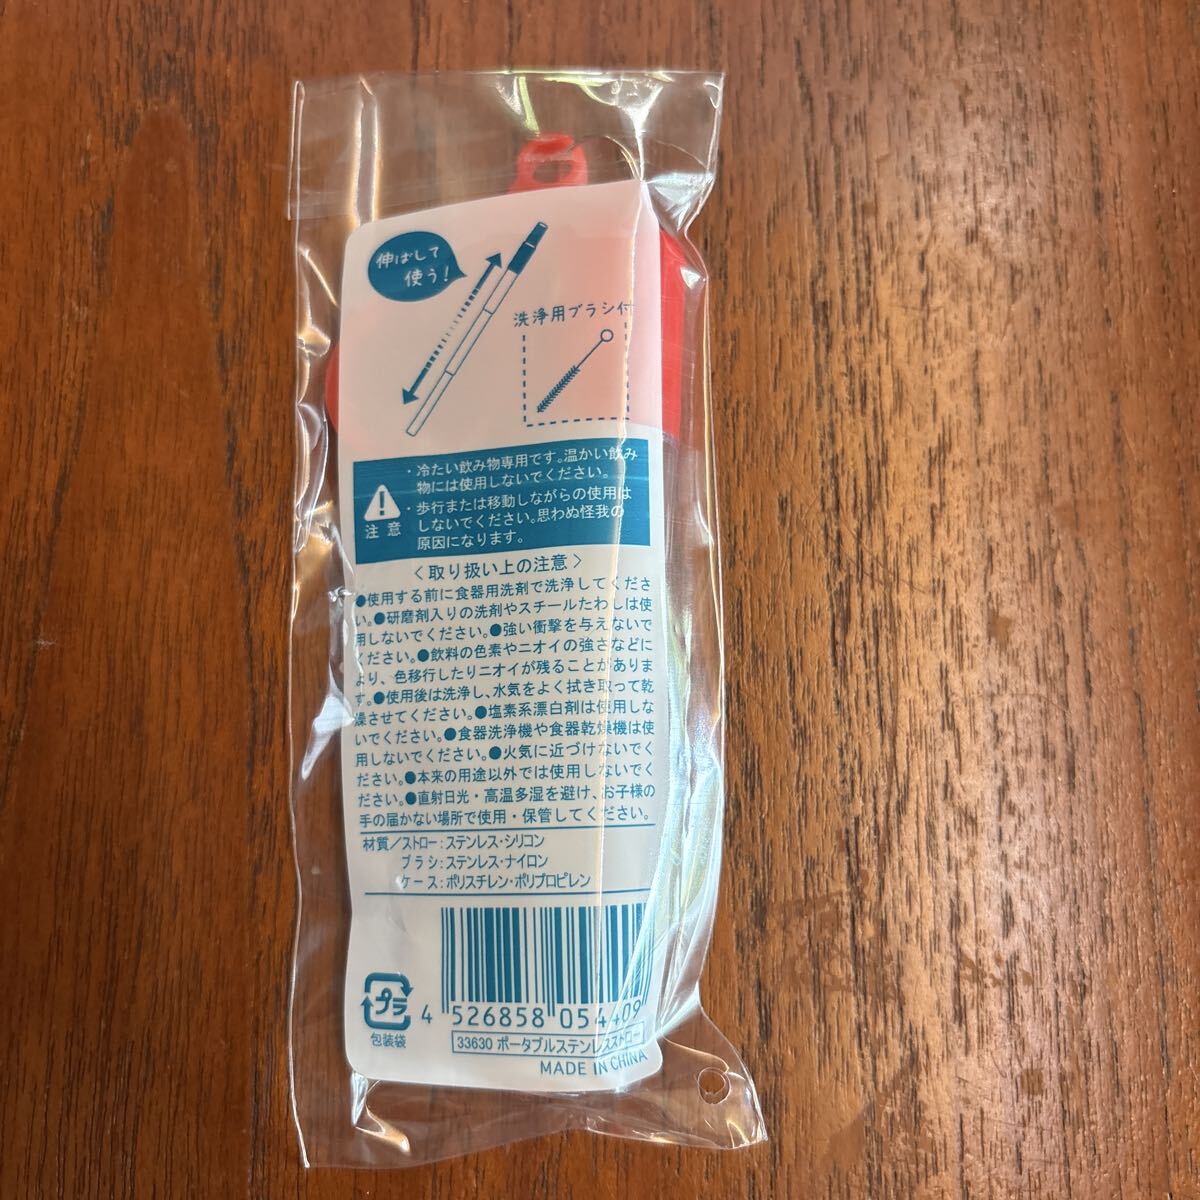 伸ばして
使う!
洗浄用ブラシ付
注意
・冷たい飲み物専用です。温かい飲み
物には使用しないでください。
・歩行または移動しながらの使用は
しないでください。思わぬ怪我の
原因になります。
〈取り扱い上の注意〉
●使用する前に食器用洗剤で洗浄してくださ
い。●研磨剤入りの洗剤やスチールたわしは使
用しないでください。●強い衝撃を与えないで
ください。●飲料の色素やニオイの強さなどに
より、色移行したりニオイが残ることがありま
す。●使用後は洗浄し、水気をよく拭き取って乾
燥させてください。●塩素系漂白剤は使用しな
いでください。●食器洗浄機や食器乾燥機は使
用しないでください。●火気に近づけないでく
ださい。●本来の用途以外では使用しないでく
ださい。●直射日光・高温多湿を避け、お子様の
手の届かない場所で使用・保管してください。
材質/ストロー:ステンレス・シリコン
ブラシ:ステンレス・ナイロン
ケース:ポリスチレン・ポリプロピレン
プラ
包装袋
4 526858 054409
33630 ポータブルステンレスストロー
MADE IN CHINA